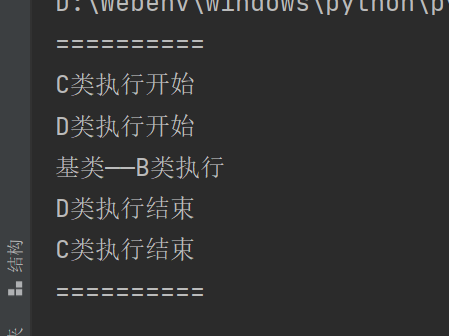 D:\Webenv\windows\python\p
==========
C类执行开始
D类执行开始
基类——B类执行
D类执行结束
C类执行结束
==========
结构